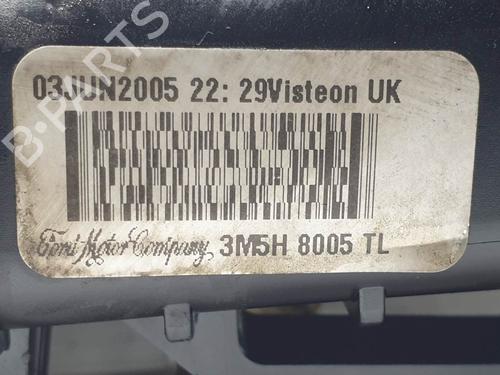 B-PARTS
03JUN2005 22: 29Visteon UK
Ford Motor Company 3M5H 8005 TL